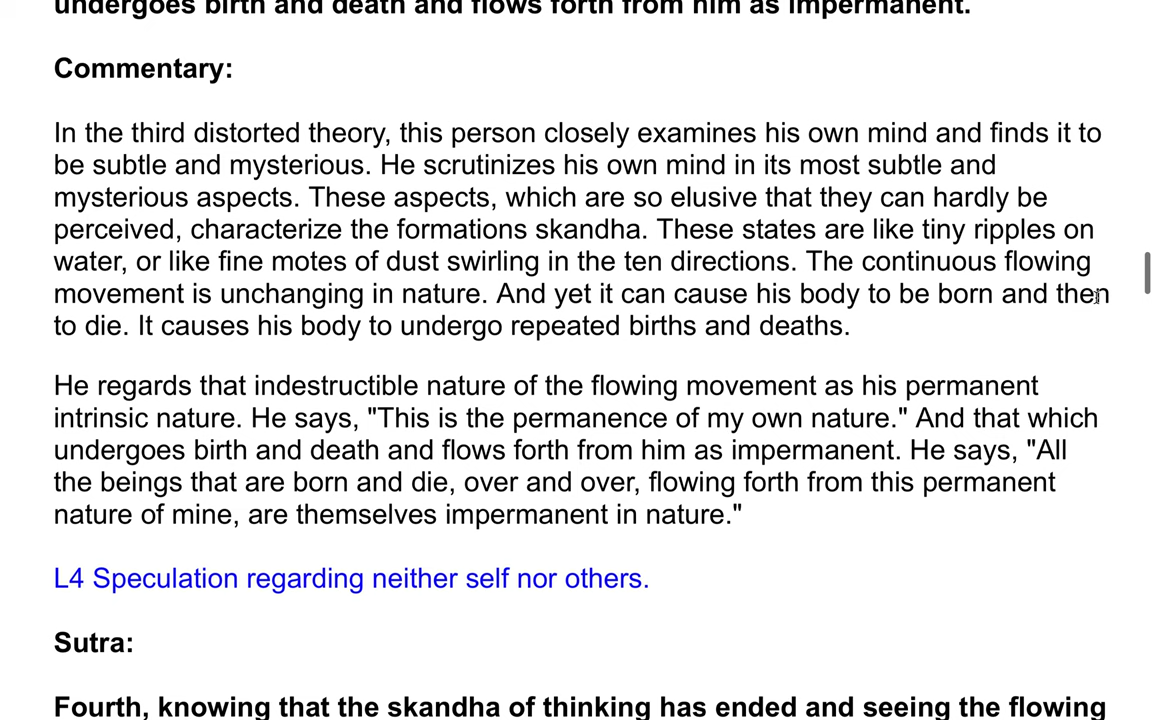 undergoes birth and death and flows forth from him as impermanent.
Commentary:
In the third distorted theory, this person closely examines his own mind and finds it to
be subtle and mysterious. He scrutinizes his own mind in its most subtle and
mysterious aspects. These aspects, which are so elusive that they can hardly be
perceived, characterize the formations skandha. These states are like tiny ripples on
water, or like fine motes of dust swirling in the ten directions. The continuous flowing
movement is unchanging in nature. And yet it can cause his body to be born and then
to die. It causes his body to undergo repeated births and deaths.
He regards that indestructible nature of the flowing movement as his permanent
intrinsic nature. He says, "This is the permanence of my own nature." And that which
undergoes birth and death and flows forth from him as impermanent. He says, "All
the beings that are born and die, over and over, flowing forth from this permanent
nature of mine, are themselves impermanent in nature."
L4 Speculation regarding neither self nor others.
Sutra:
Fourth, knowing that the skandha of thinking has ended and seeing the flowing